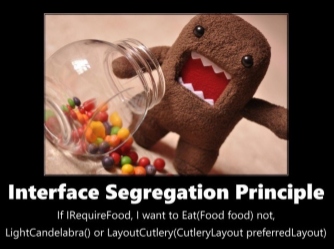 Interface Segregation Principle
If IRequireFood, I want to Eat(Food food) not,
LightCandelabra() or LayoutCutlery(CutleryLayout preferredLayout)